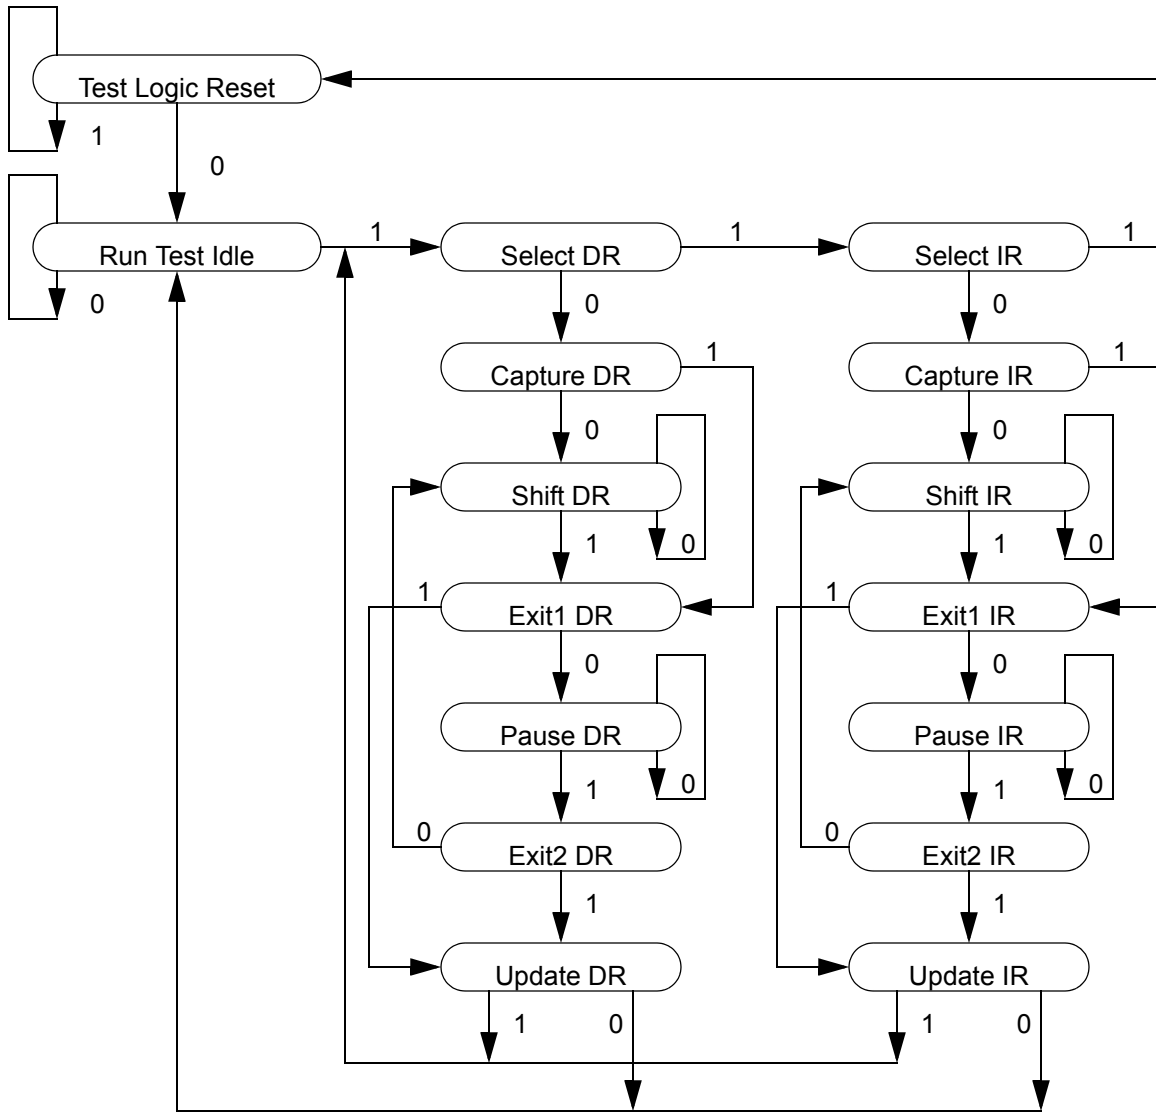 Test Logic Reset
1
0
Run Test Idle
1
Select DR
1
Select IR
1
0
0
0
Capture DR
1
Capture IR
1
0
0
Shift DR
Shift IR
1
0
1
0
1
Exit1 DR
1
Exit1 IR
0
0
Pause DR
Pause IR
1
0
1
0
0
Exit2 DR
0
Exit2 IR
1
1
Update DR
Update IR
1
0
1
0